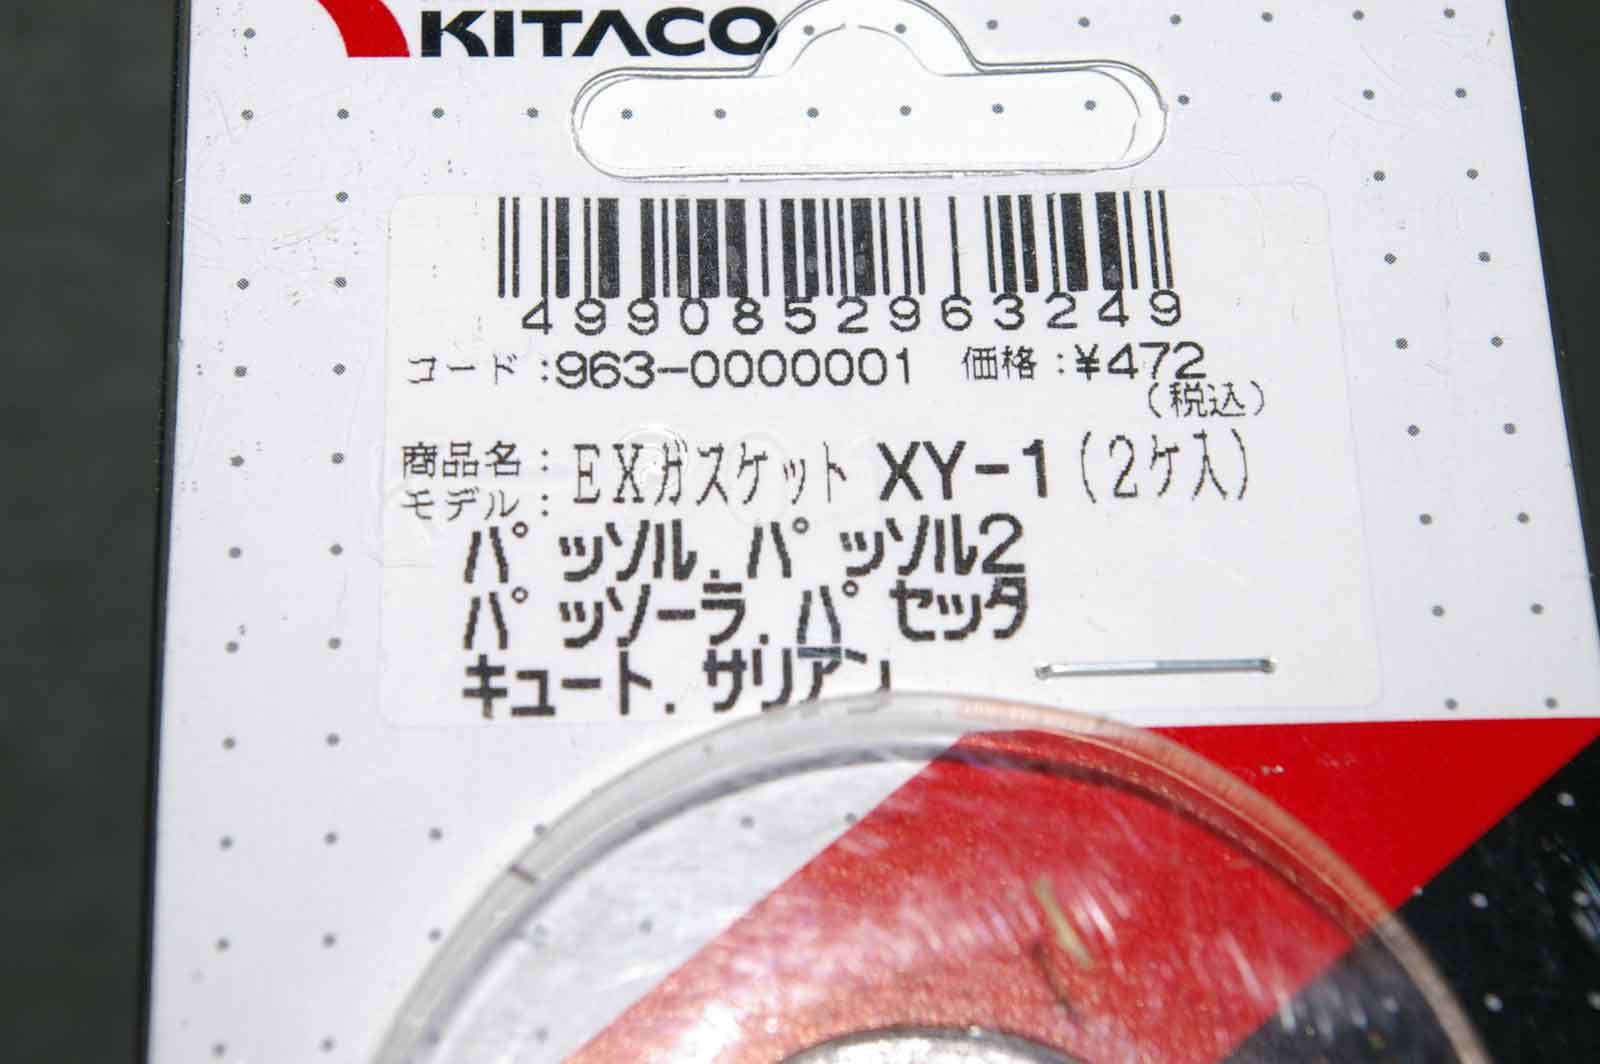 KITACO
4990852963249
コード:963-0000001 価格:¥472
(税込)
商品名:EXガスケット XY-1(2ケ入)
モデル:
パッソル.パッソル2
パッソーラ.パセッタ
キュート.サリアン